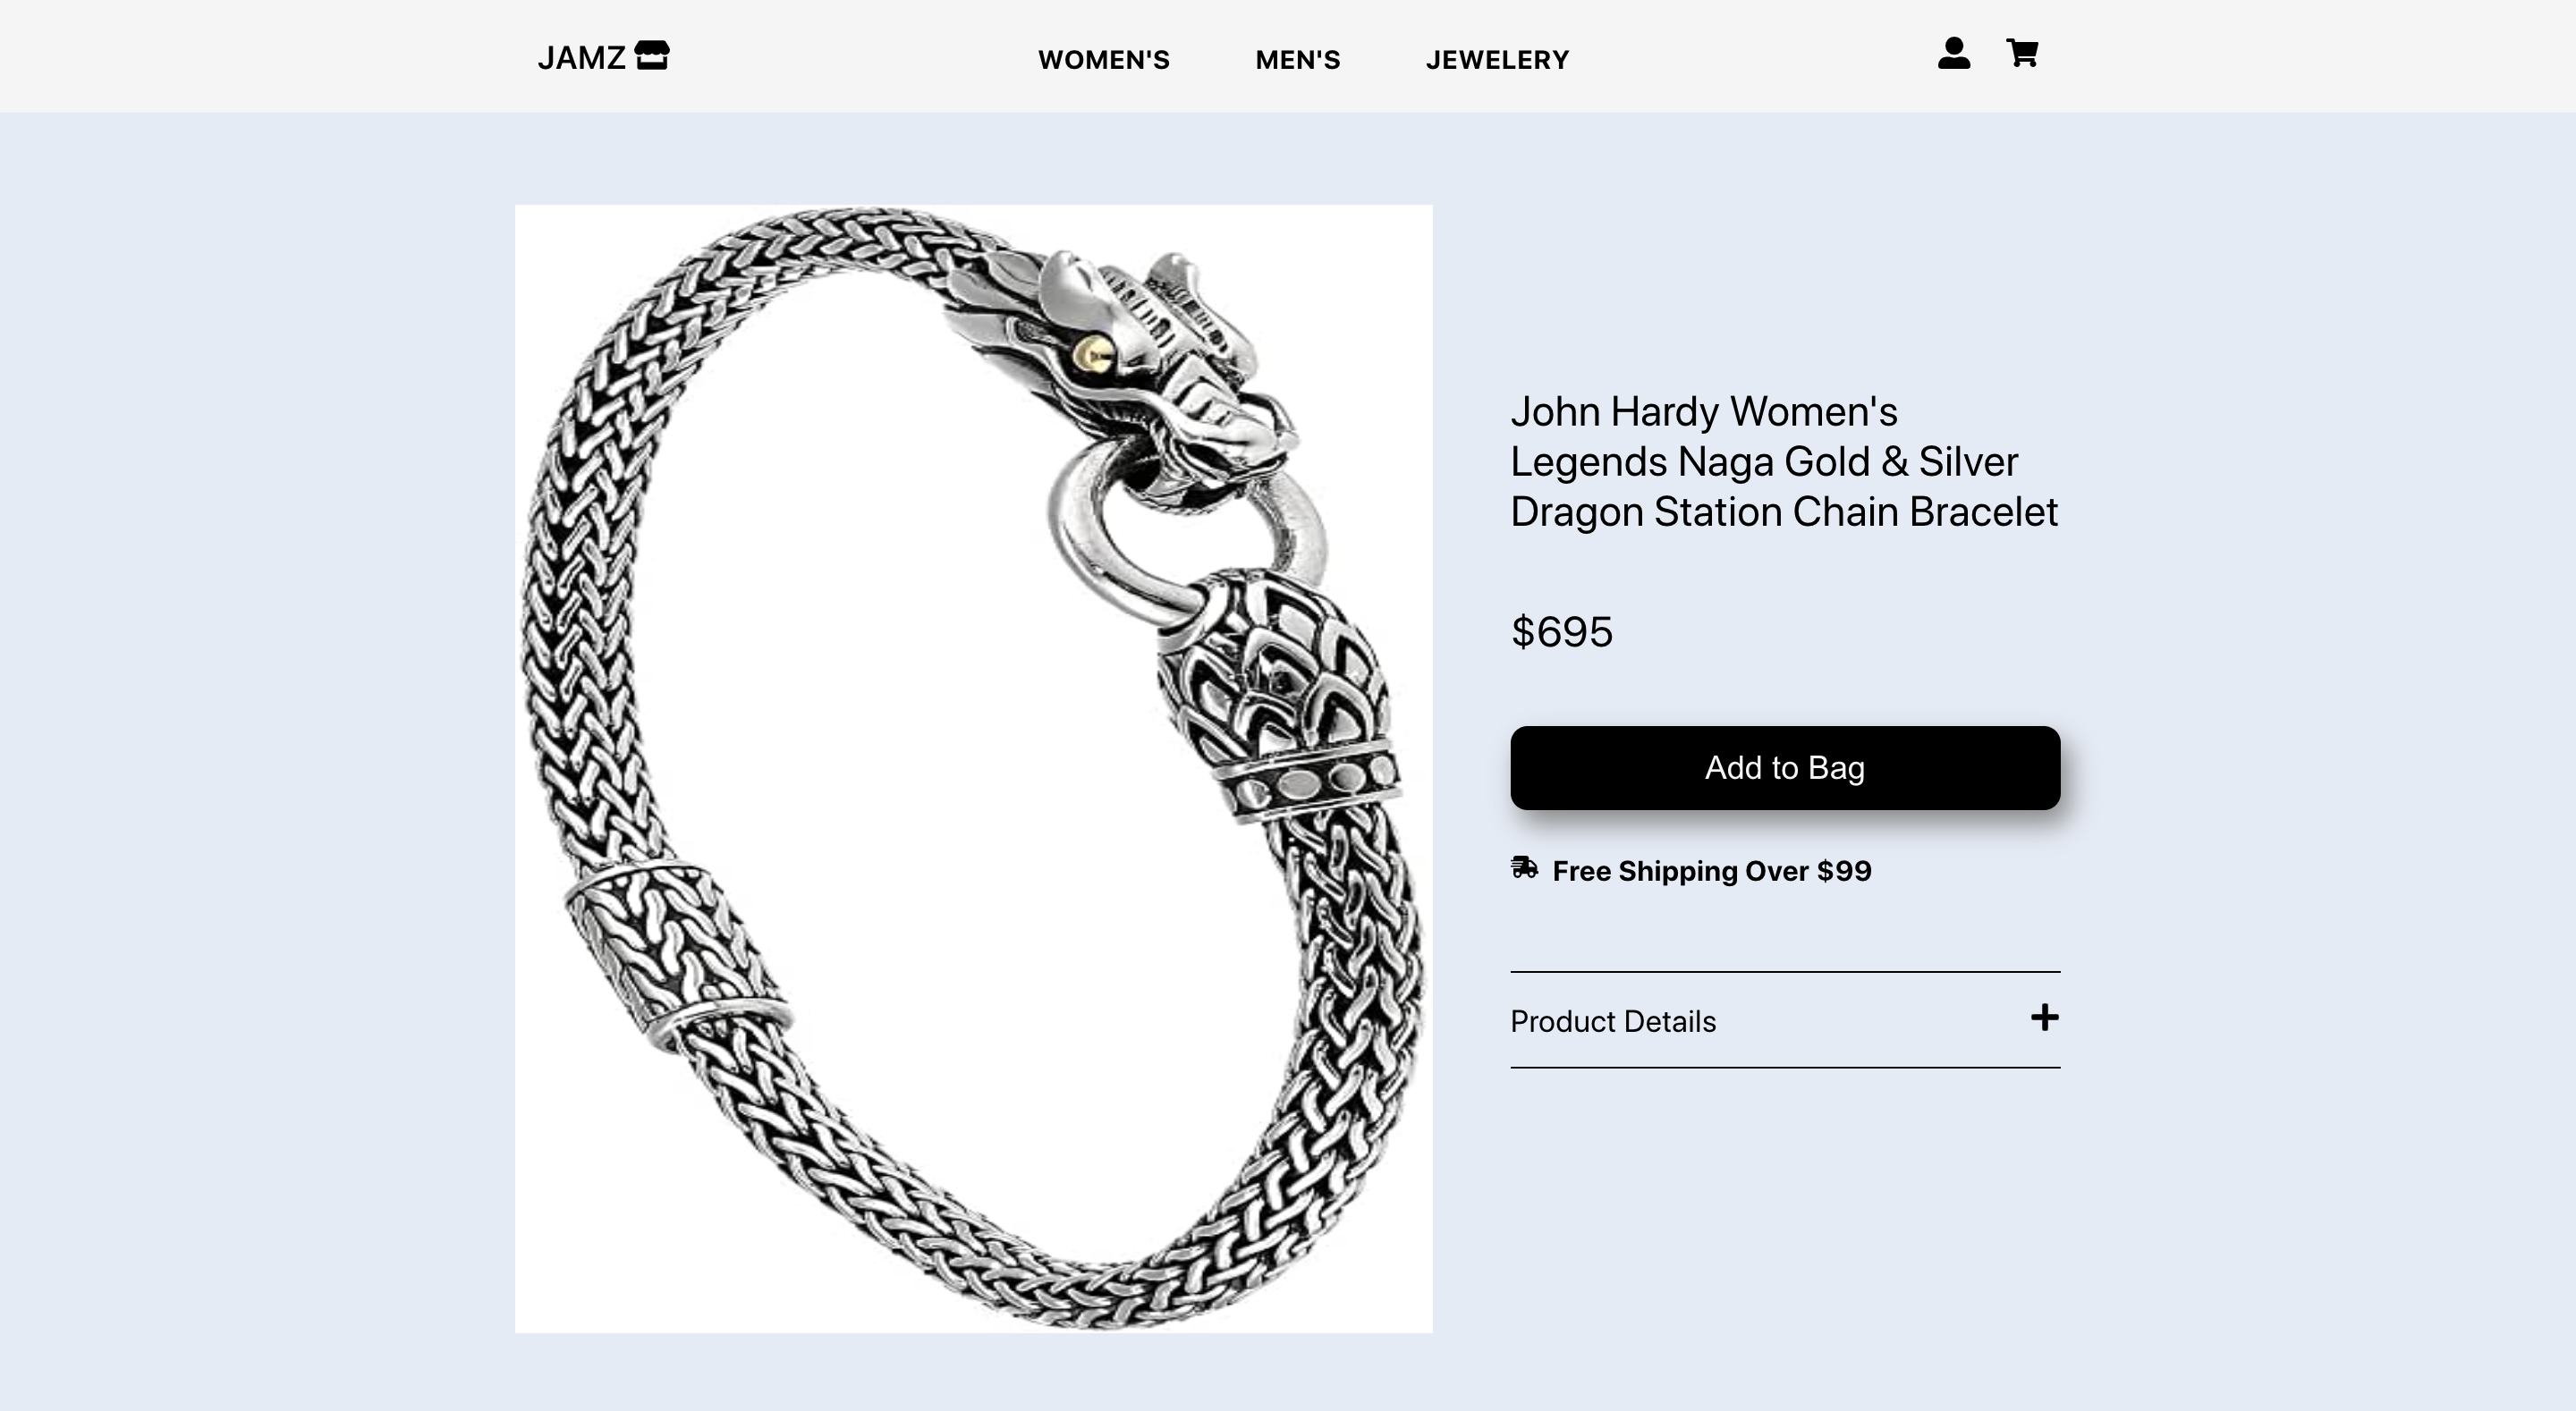 JAMZ
WOMEN'S
MEN'S
JEWELERY
John Hardy Women's
Legends Naga Gold & Silver
Dragon Station Chain Bracelet
$695
Add to Bag
Free Shipping Over $99
Product Details